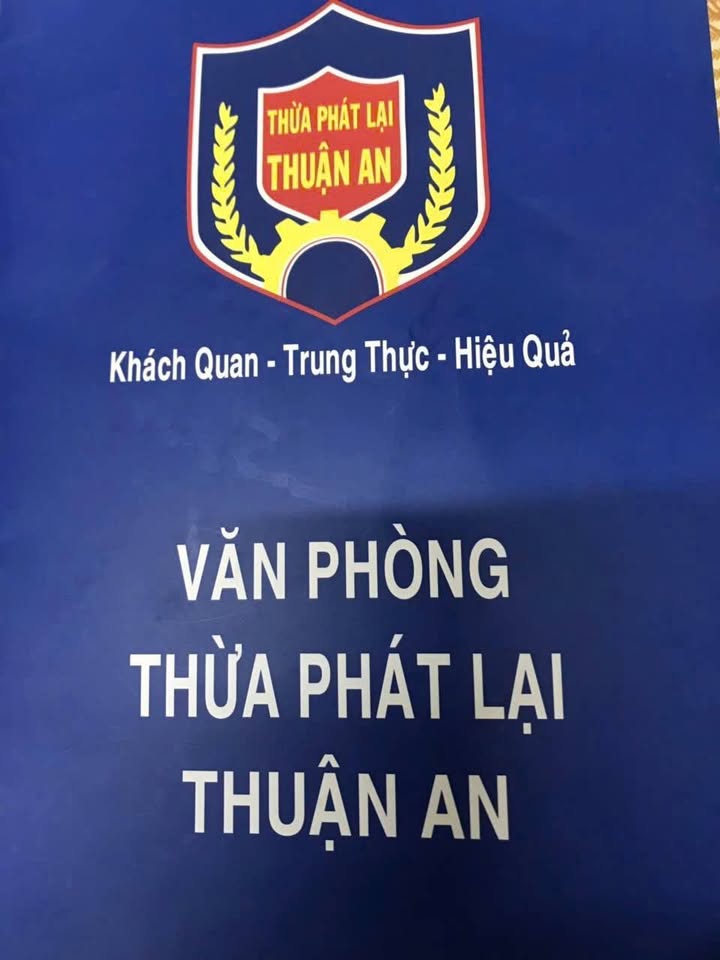 THỪA PHÁT LẠI
THUẬN AN
Khách Quan - Trung Thực - Hiệu Quả
VĂN PHÒNG
THỪA PHÁT LẠI
THUẬN AN